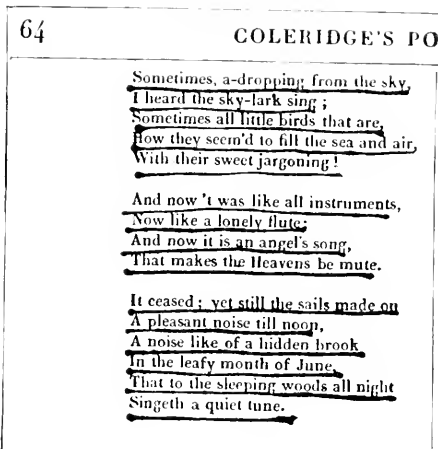 64 COLERIDGE'S PO
Sometimes, a-dropping from the sky,
I heard the sky-lark sing ;
Sometimes all little birds that are,
How they seem'd to fill the sea and air,
With their sweet jargoning !
And now 't was like all instruments,
Now like a lonely flute;
And now it is an angel's song,
That makes the Heavens be mute.
It ceased ; yet still the sails made on
A pleasant noise till noon,
A noise like of a hidden brook
In the leafy month of June,
That to the sleeping woods all night
Singeth a quiet tune.